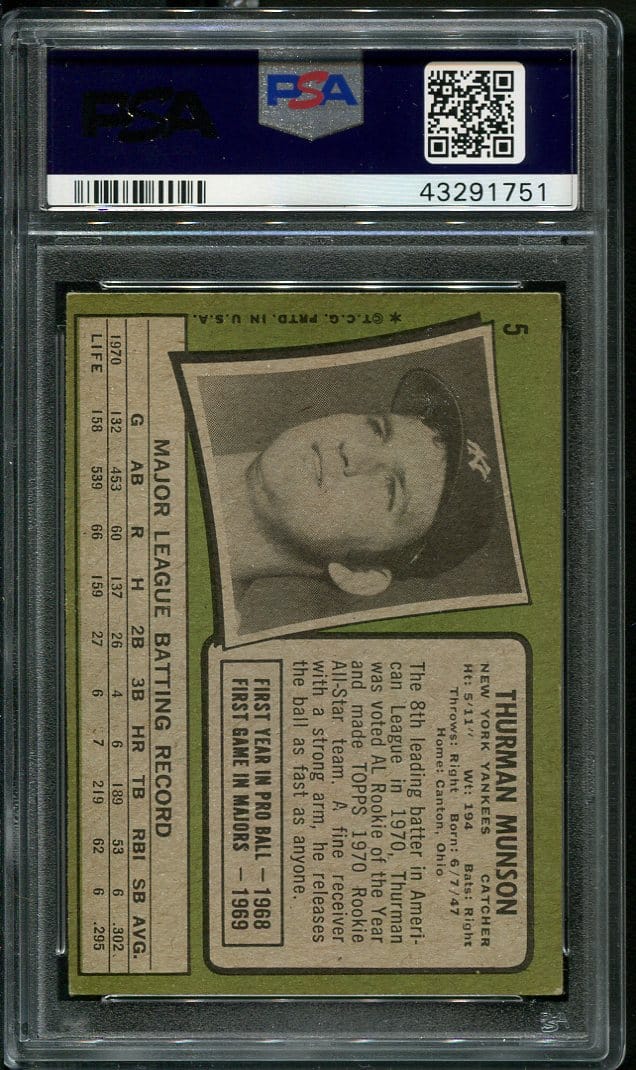 PSA
PSA
43291751
5
* © T.C.G. PRTD. IN U.S.A.
THURMAN MUNSON
NEW YORK YANKEES CATCHER
Ht: 5'11" Wt: 194 Bats: Right
Throws: Right Born: 6/7/47
Home: Canton, Ohio
The 8th leading batter in Ameri-
can League in 1970, Thurman
was voted AL Rookie of the Year
and made TOPPS 1970 Rookie
All-Star team. A fine receiver
with a strong arm, he releases
the ball as fast as anyone.
FIRST YEAR IN PRO BALL — 1968
FIRST GAME IN MAJORS — 1969
MAJOR LEAGUE BATTING RECORD
G AB R H 2B 3B HR TB RBI SB AVG.
1970 132 453 60 137 26 4 6 189 53 6 .302
LIFE 158 539 66 159 27 6 7 219 62 6 .295